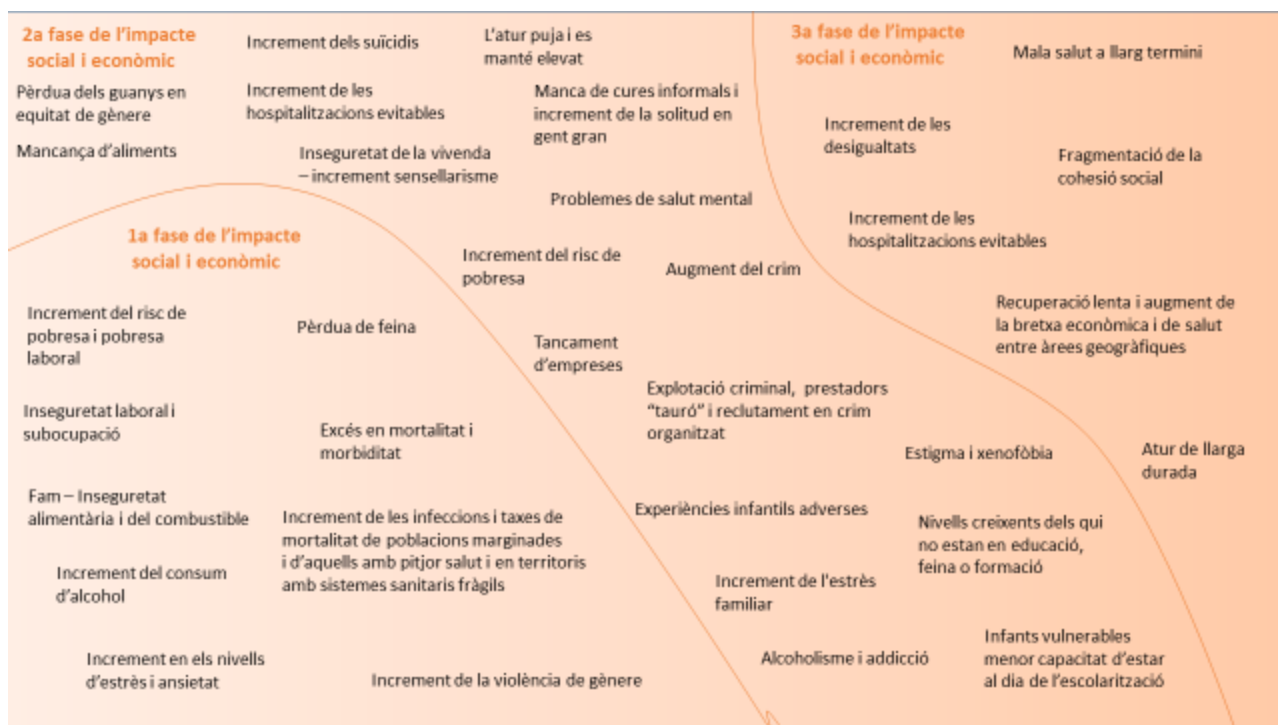 2a fase de l'impacte
social i econòmic
Increment dels suïcidis
L'atur puja i es
manté elevat
Pèrdua dels guanys en
equitat de gènere
Increment de les
hospitalitzacions evitables
Manca de cures informals i
increment de la solitud en
gent gran
Mancança d'aliments
Inseguretat de la vivenda
– increment sensellarisme
Problemes de salut mental
Increment del risc de
pobresa
Augment del crim
Tancament
d'empreses
Explotació criminal, prestadors
"tauró" i reclutament en crim
organitzat
Estigma i xenofòbia
Experiències infantils adverses
Nivells creixents dels qui
no estan en educació,
feina o formació
Increment de l'estrès
familiar
Alcoholisme i addicció
Infants vulnerables
menor capacitat d'estar
al dia de l'escolarització
1a fase de l'impacte
social i econòmic
Increment del risc de
pobresa i pobresa
laboral
Pèrdua de feina
Inseguretat laboral i
subocupació
Excés en mortalitat i
morbiditat
Fam – Inseguretat
alimentària i del combustible
Increment de les infeccions i taxes de
mortalitat de poblacions marginades
i d'aquells amb pitjor salut i en territoris
amb sistemes sanitaris fràgils
Increment del consum
d'alcohol
Increment en els nivells
d'estrès i ansietat
Increment de la violència de gènere
3a fase de l'impacte
social i econòmic
Mala salut a llarg termini
Increment de les
desigualtats
Fragmentació de la
cohesió social
Increment de les
hospitalitzacions evitables
Recuperació lenta i augment de
la bretxa econòmica i de salut
entre àrees geogràfiques
Atur de llarga
durada